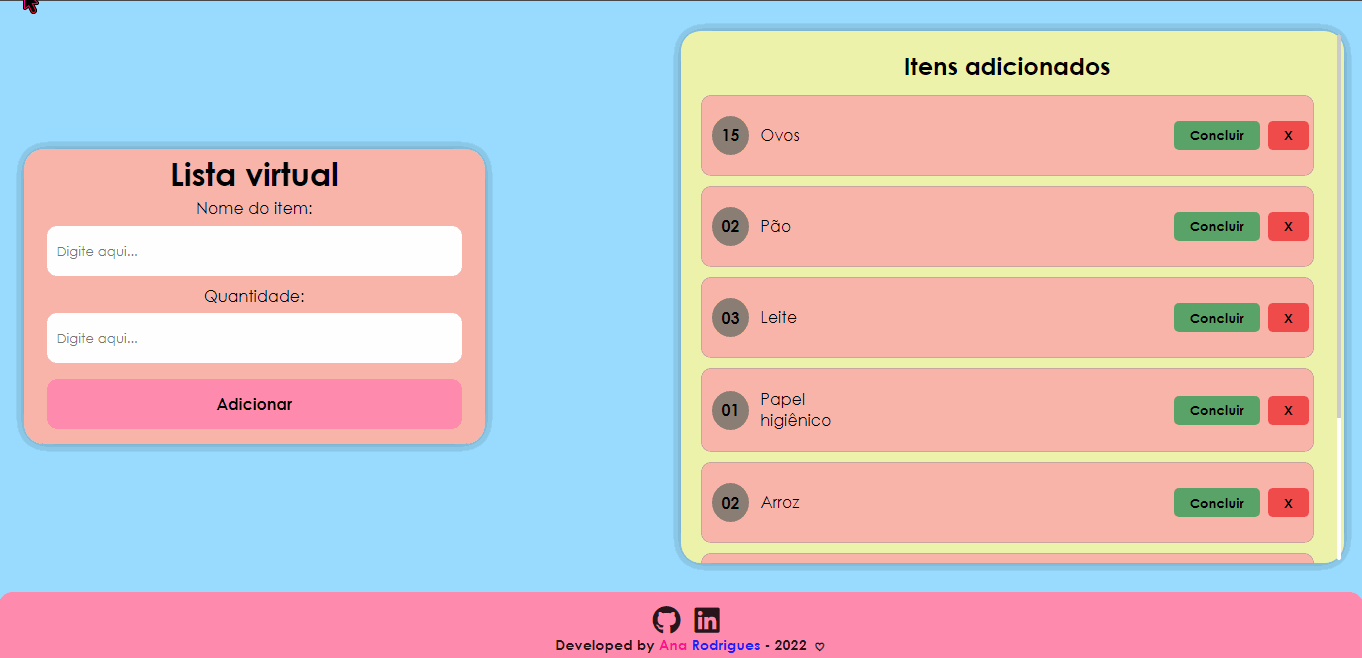 Lista virtual
Nome do item:
Digite aqui...
Quantidade:
Digite aqui...
Adicionar
Itens adicionados
15 Ovos Concluir X
02 Pão Concluir X
03 Leite Concluir X
01 Papel higiênico Concluir X
02 Arroz Concluir X
in
Developed by Ana Rodrigues - 2022 ♡